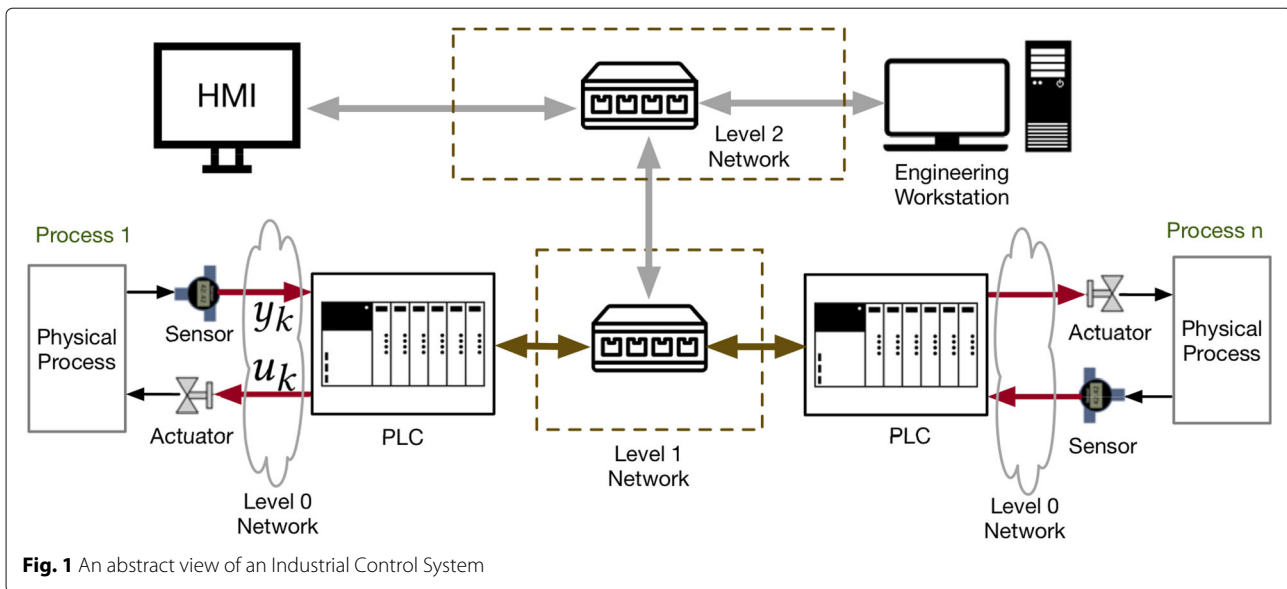 HMI
Level 2
Network
Engineering
Workstation
Process 1
Process n
Physical
Process
Sensor
y_k
u_k
Actuator
PLC
Level 0
Network
Level 1
Network
PLC
Actuator
Sensor
Physical
Process
Level 0
Network
Fig. 1 An abstract view of an Industrial Control System